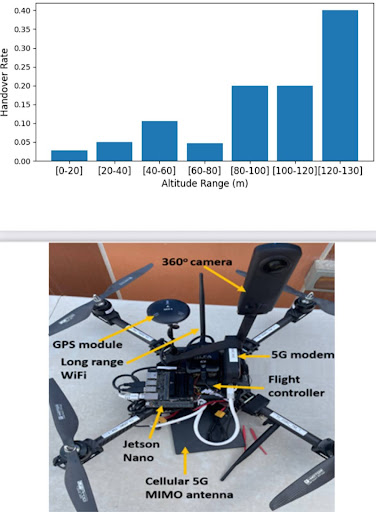 0.40
0.35
0.30
0.25
0.20
0.15
0.10
0.05
0.00
Handover Rate
[0-20] [20-40] [40-60] [60-80] [80-100] [100-120][120-130]
Altitude Range (m)
360° camera
GPS module
Long range
WiFi
5G modem
Flight
controller
Jetson
Nano
Cellular 5G
MIMO antenna